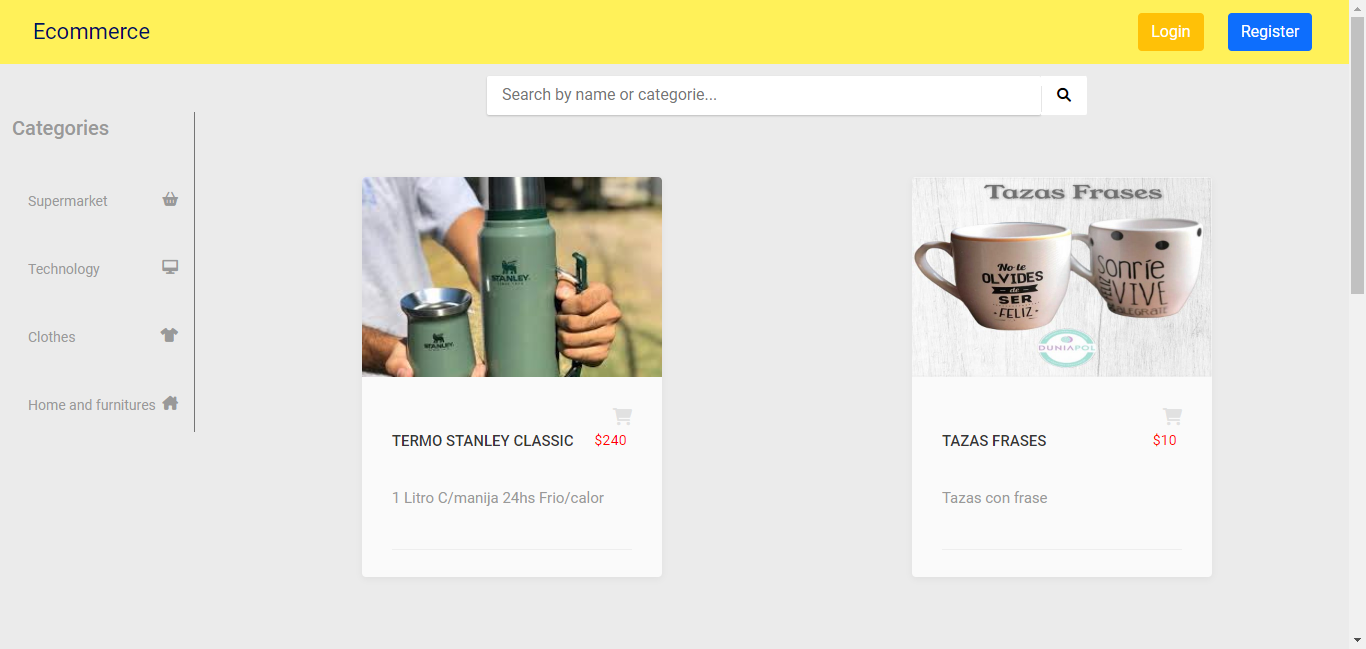 Ecommerce
Login
Register
Search by name or categorie...
Categories
Supermarket
Technology
Clothes
Home and furnitures
STANLEY
STANLEY
TERMO STANLEY CLASSIC
$240
1 Litro C/manija 24hs Frio/calor
Tazas Frases
No te
OLVIDES
de
SER
FELIZ
Sonríe
VIVE
DUNIAPOL
TAZAS FRASES
$10
Tazas con frase